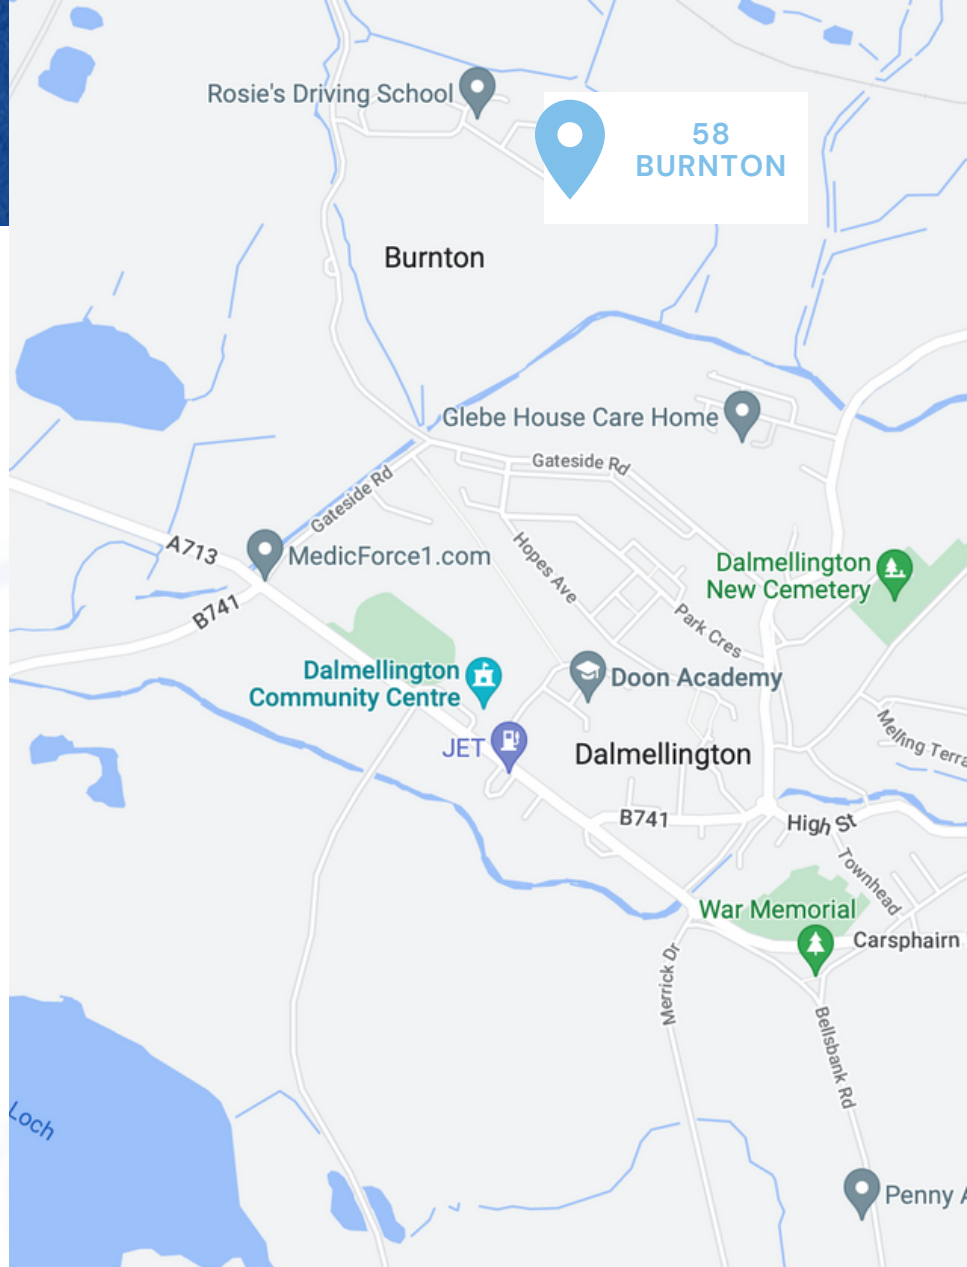 Rosie's Driving School
58
BURNTON
Burnton
Glebe House Care Home
Gateside Rd
Gateside Rd
A713
MedicForce1.com
Hopes Ave
Dalmellington
New Cemetery
B741
Park Cres
Dalmellington
Community Centre
Doon Academy
Melling Terra
JET
Dalmellington
B741
High St
Townhead
War Memorial
Carsphairn
Merrick Dr
Bellsbank Rd
Loch
Penny A